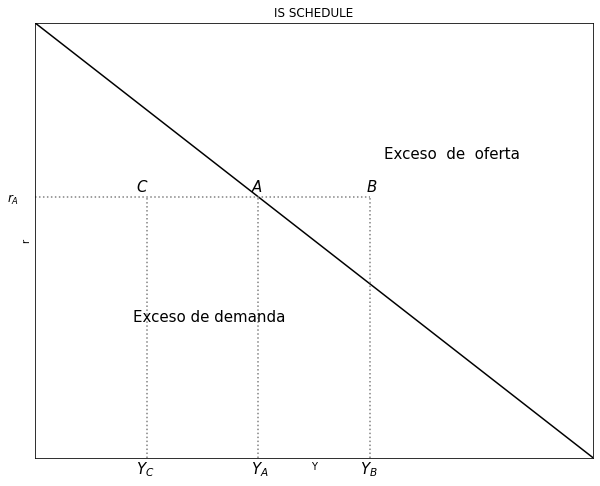 IS SCHEDULE
Exceso de oferta
C A B
r_A
r
Exceso de demanda
Y_C Y_A Y Y_B